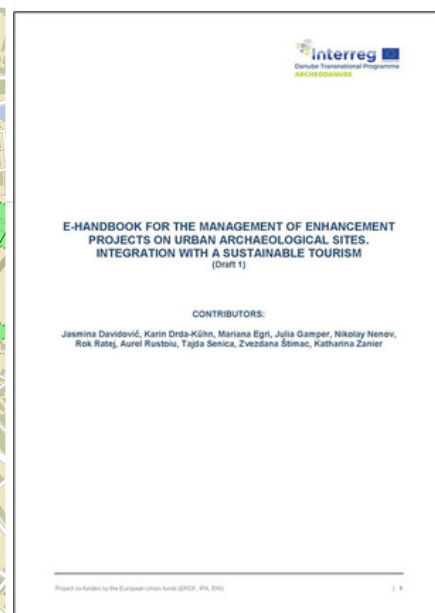 Interreg
Danube Transnational Programme
ARCHEODANUBE
E-HANDBOOK FOR THE MANAGEMENT OF ENHANCEMENT
PROJECTS ON URBAN ARCHAEOLOGICAL SITES.
INTEGRATION WITH A SUSTAINABLE TOURISM
(Draft 1)
CONTRIBUTORS:
Jasmina Davidović, Karin Drda-Kühn, Mariana Egri, Julia Gamper, Nikolay Nenov,
Rok Ratej, Aurel Rustoiu, Tajda Senica, Zvezdana Štimac, Katharina Zanier
Project co-funded by the European Union funds (ERDF, IPA, ENI)